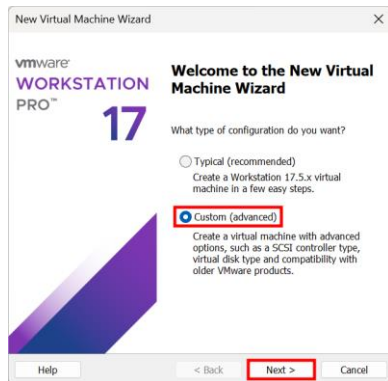 New Virtual Machine Wizard
vmware
WORKSTATION
PRO™
17
Welcome to the New Virtual
Machine Wizard
What type of configuration do you want?
Typical (recommended)
Create a Workstation 17.5.x virtual
machine in a few easy steps.
Custom (advanced)
Create a virtual machine with advanced
options, such as a SCSI controller type,
virtual disk type and compatibility with
older VMware products.
Help
< Back
Next >
Cancel